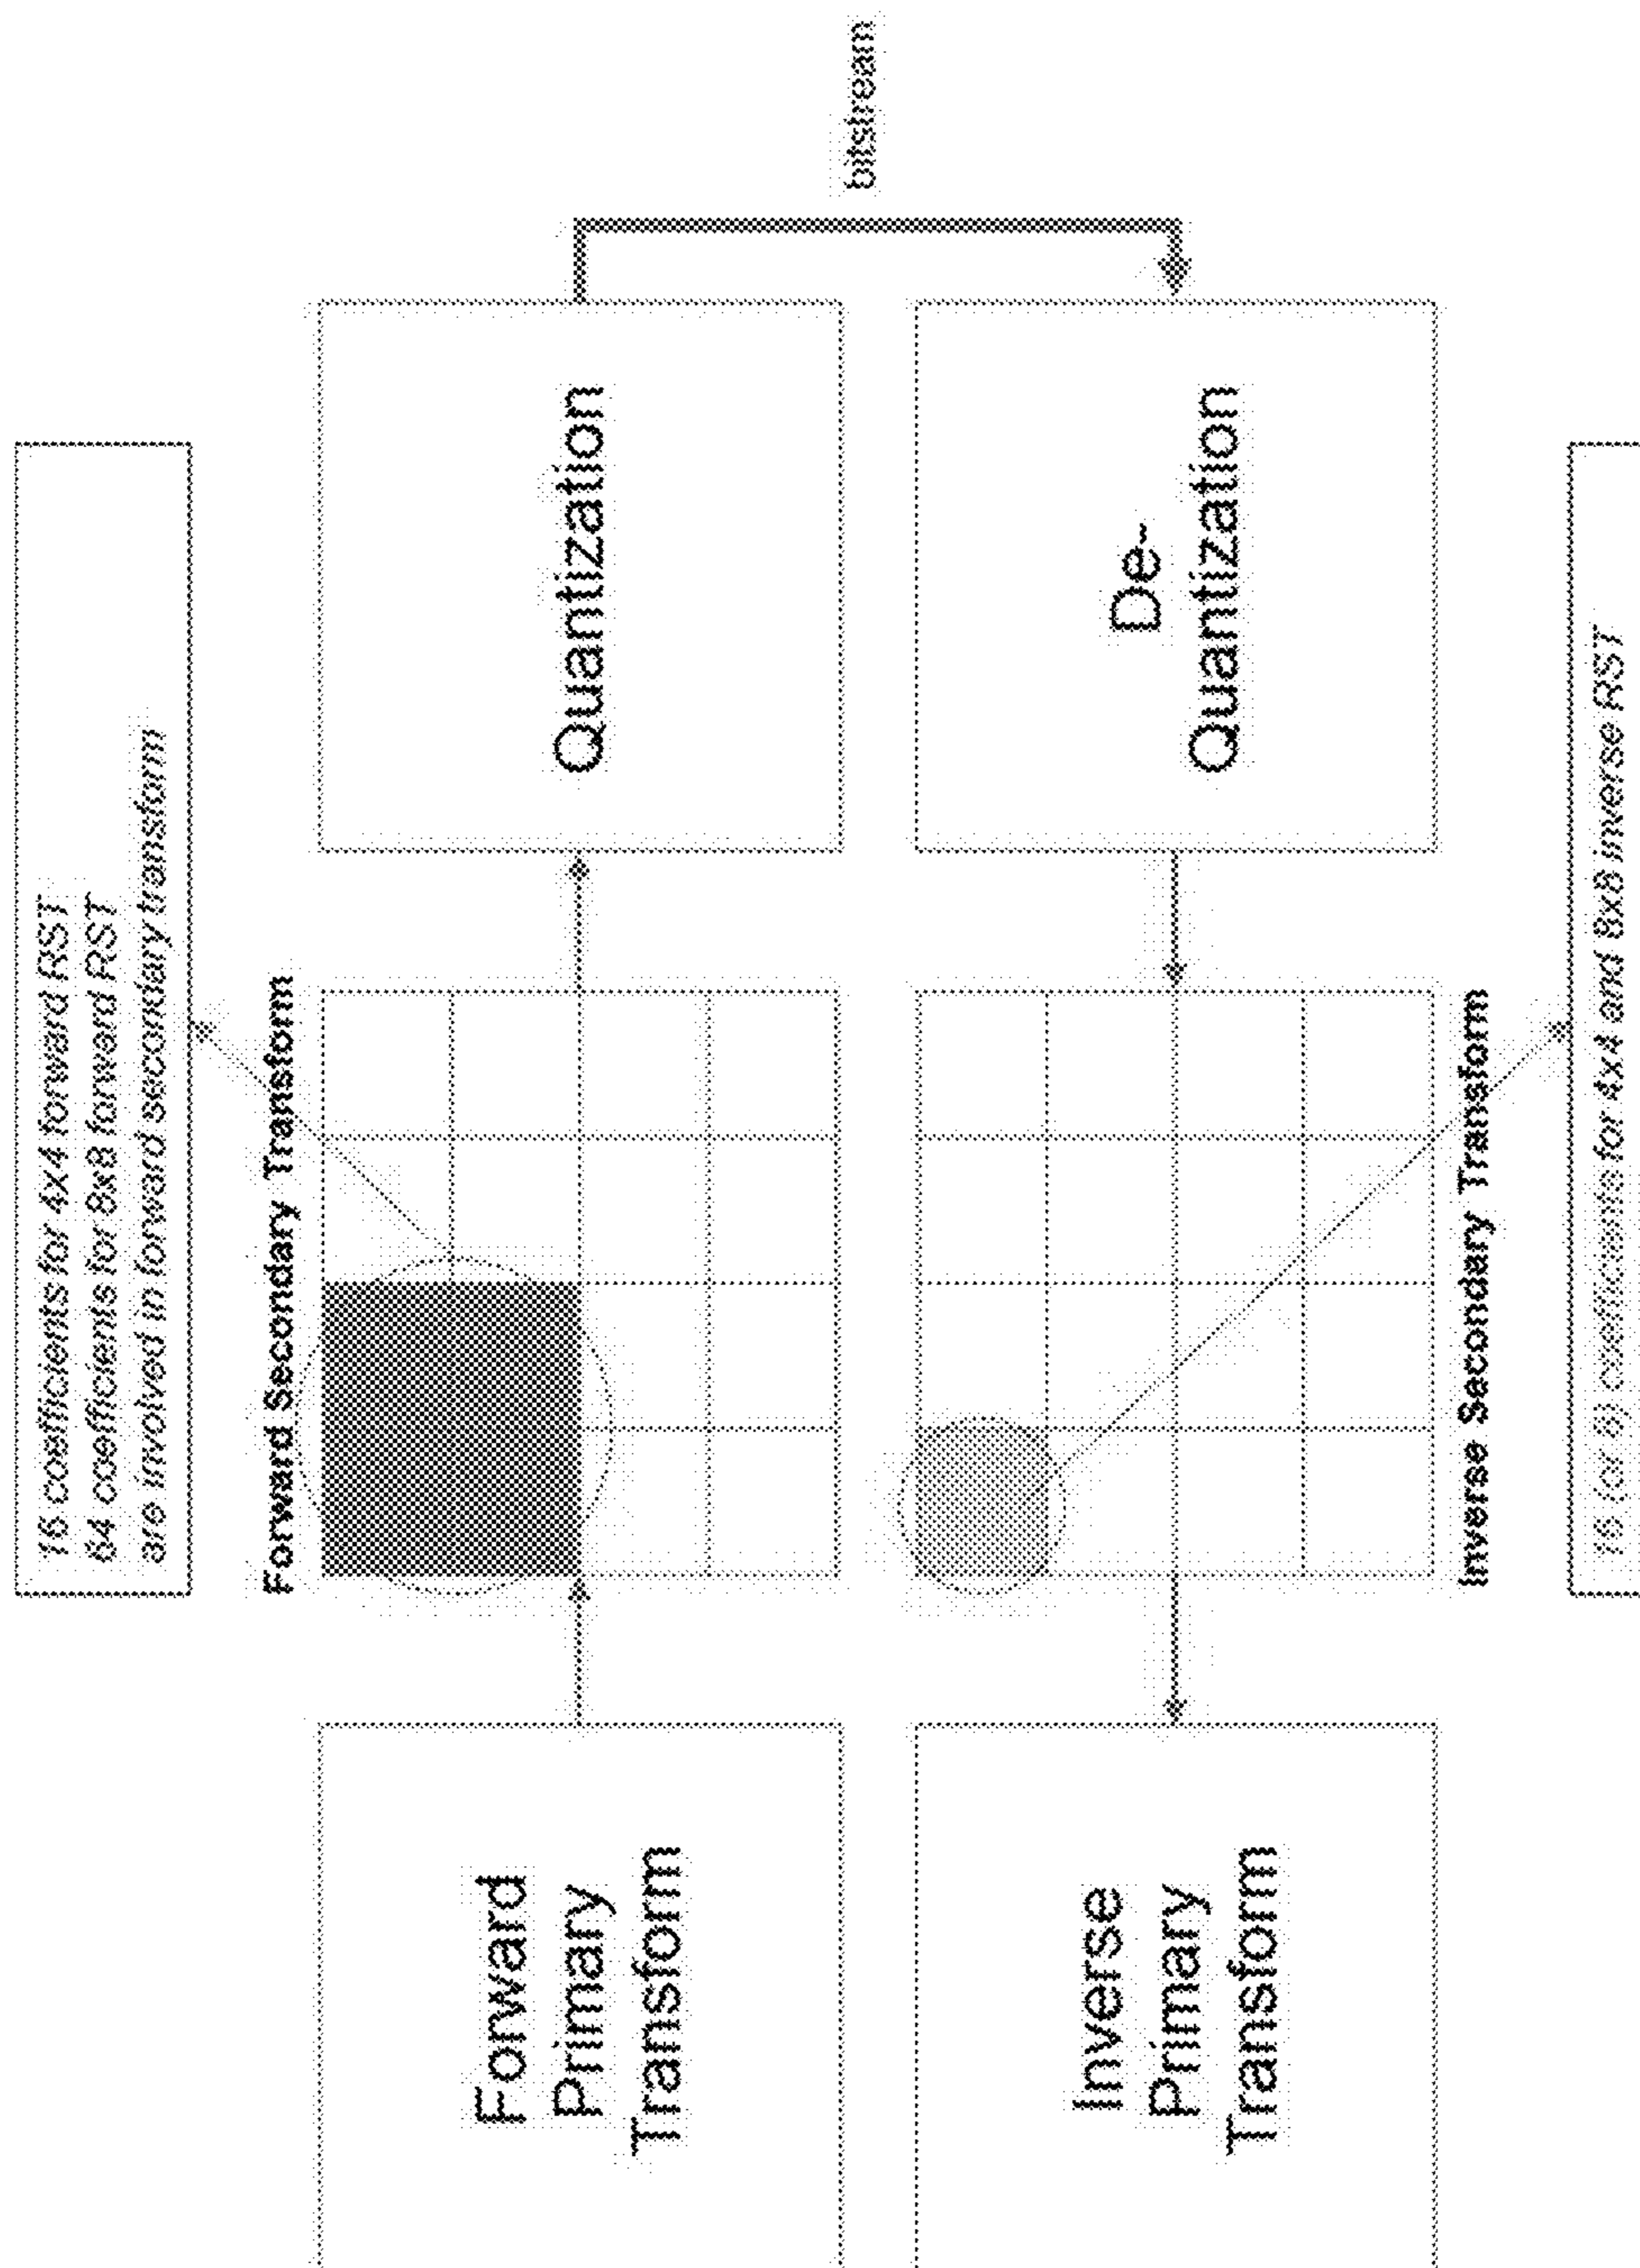 16 coefficients for 4x4 forward RST
64 coefficients for 8x8 forward RST
are involved in forward secondary transform
Forward Secondary Transform
Forward
Primary
Transform
Quantization
bitstream
Inverse
Primary
Transform
De-
Quantization
Inverse Secondary Transform
16 (or 8) coefficients for 4x4 and 8x8 inverse RST